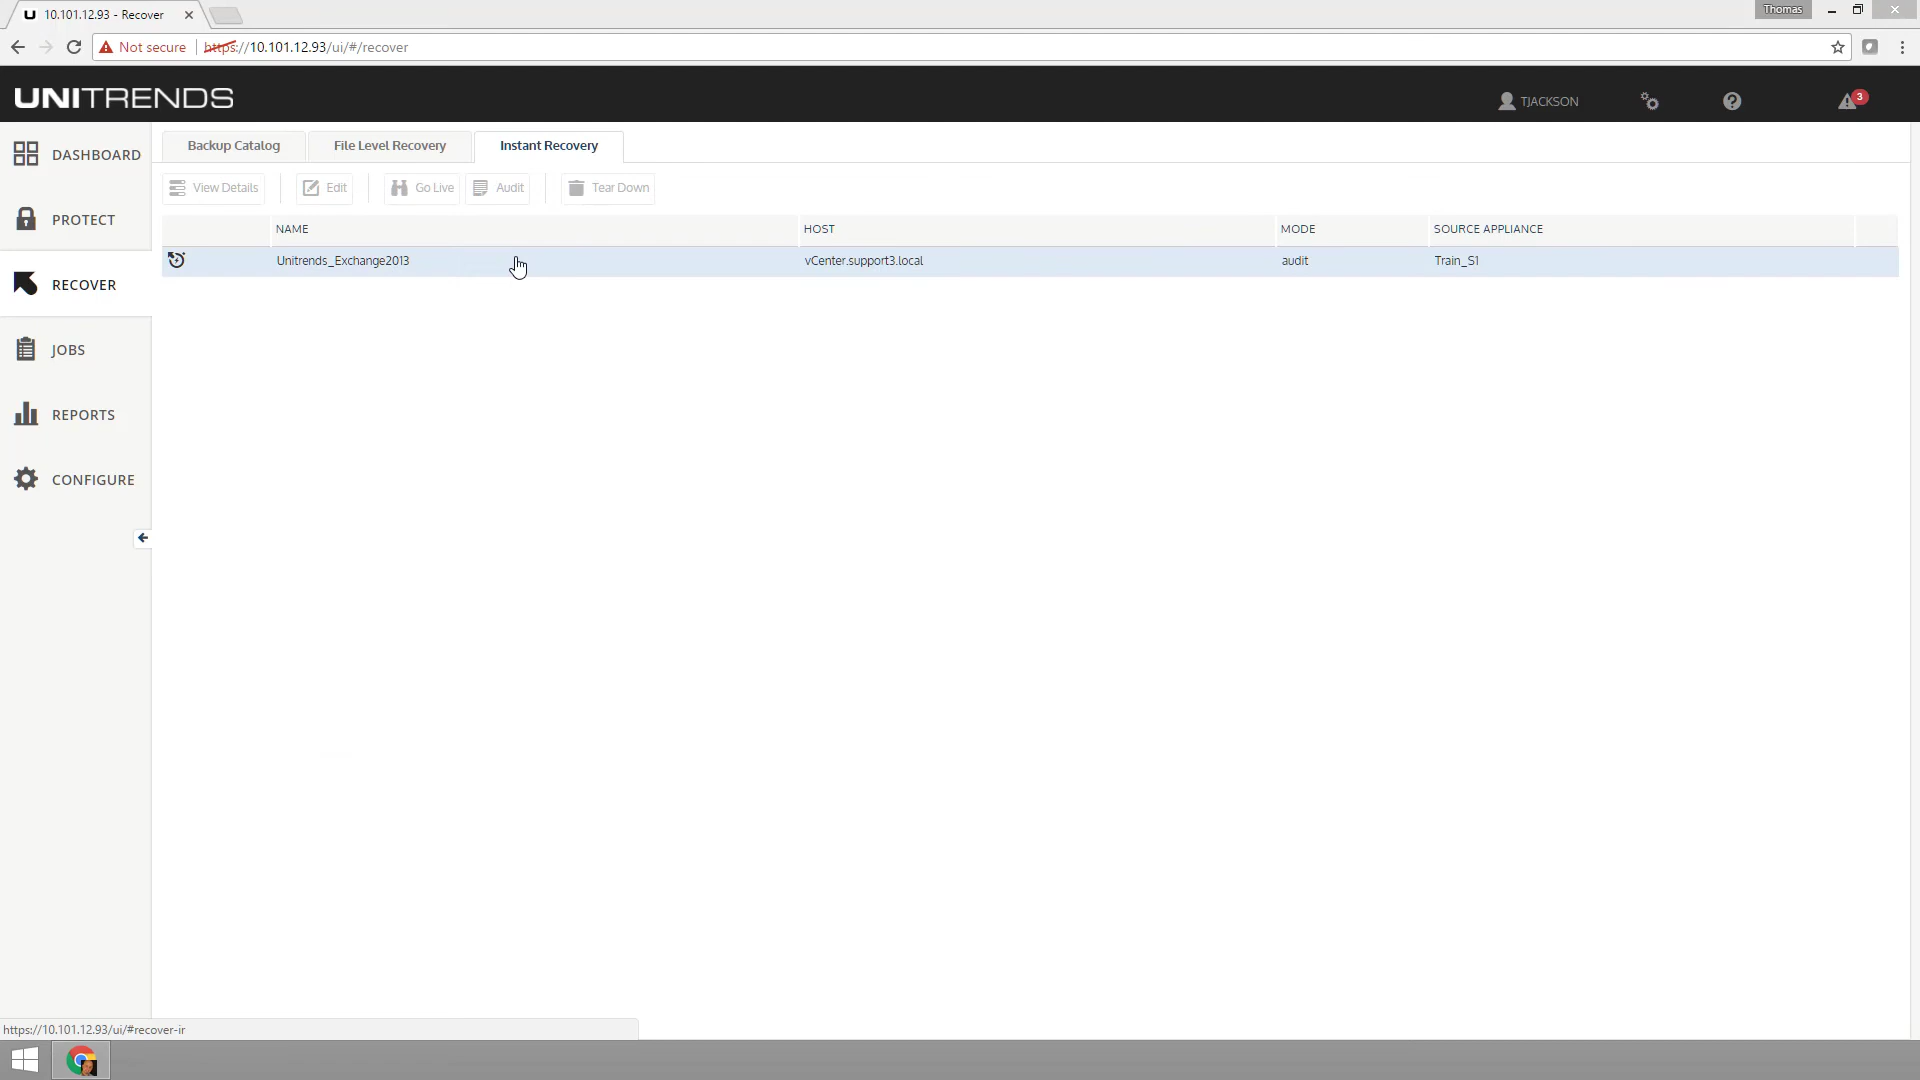 10.101.12.93 - Recover
Thomas
Not secure https://10.101.12.93/ui/#/recover
UNITRENDS
TJACKSON
3
DASHBOARD
PROTECT
RECOVER
JOBS
REPORTS
CONFIGURE
Backup Catalog File Level Recovery Instant Recovery
View Details Edit Go Live Audit Tear Down
NAME HOST MODE SOURCE APPLIANCE
Unitrends_Exchange2013 vCenter.support3.local audit Train_S1
https://10.101.12.93/ui/#recover-ir